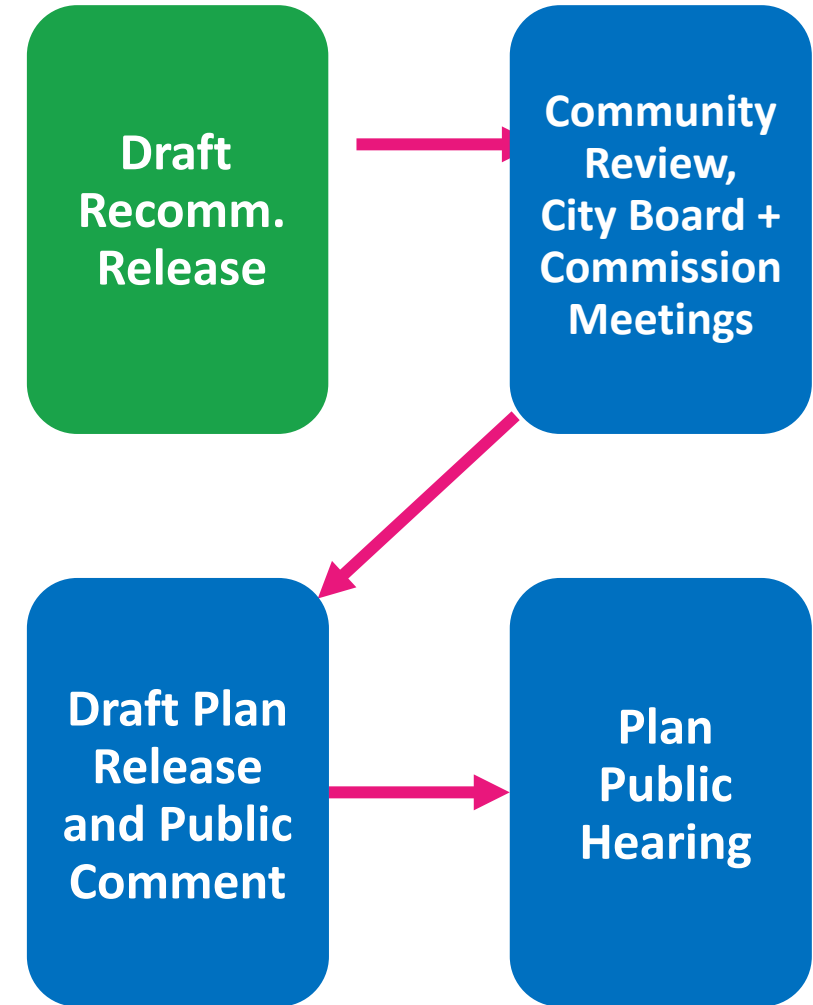 Draft
Recomm.
Release
Community
Review,
City Board +
Commission
Meetings
Draft Plan
Release
and Public
Comment
Plan
Public
Hearing